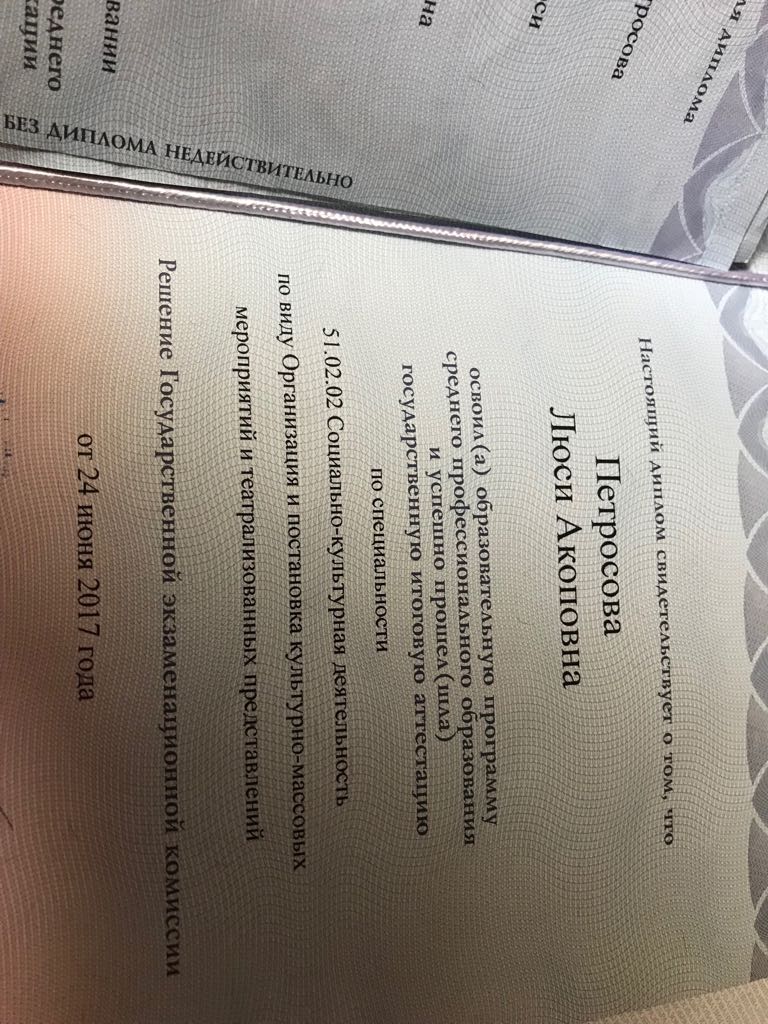 ия диплома
тросова
си
на
вании
реднего
кации
БЕЗ ДИПЛОМА НЕДЕЙСТВИТЕЛЬНО
Настоящий диплом свидетельствует о том, что
Петросова
Люси Акоповна
освоил(а) образовательную программу
среднего профессионального образования
и успешно прошел(шла)
государственную итоговую аттестацию
по специальности
51.02.02 Социально-культурная деятельность
по виду Организация и постановка культурно-массовых
мероприятий и театрализованных представлений
Решение Государственной экзаменационной комиссии
от 24 июня 2017 года